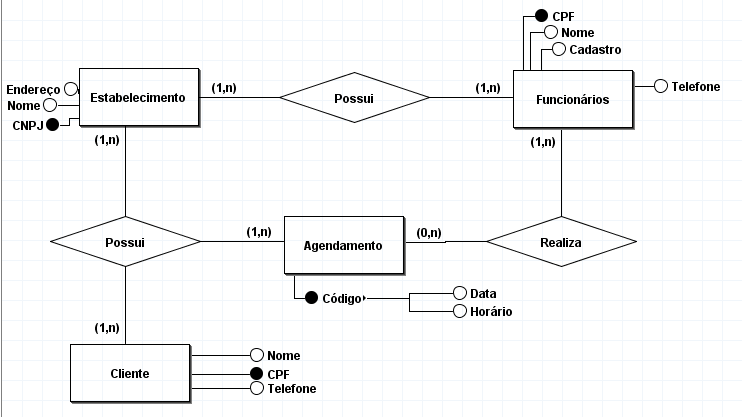 CPF
Nome
Cadastro
Endereço
Nome
CNPJ
Estabelecimento
(1,n)
Possui
(1,n)
Funcionários
Telefone
(1,n)
(1,n)
Possui
(1,n)
Agendamento
(0,n)
Realiza
Código
Data
Horário
(1,n)
Cliente
Nome
CPF
Telefone